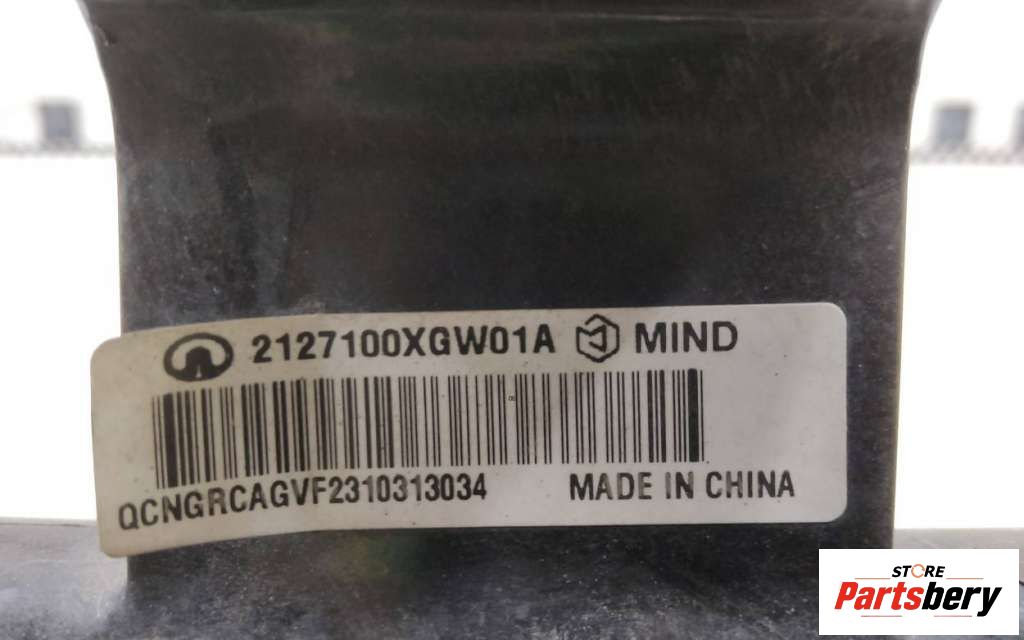 2127100XGW01A MIND
QCNGRCAGVF2310313034 MADE IN CHINA
STORE
Partsbery